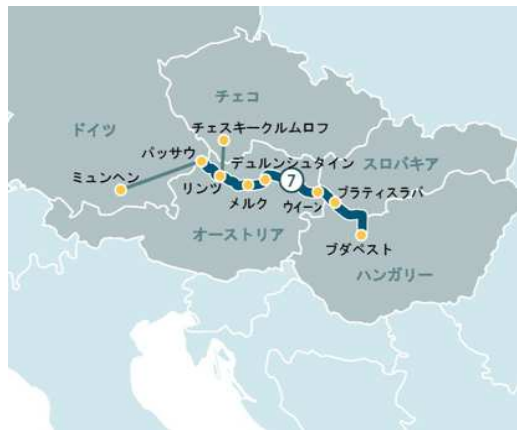 チェコ
ドイツ
チェスキークルムロフ
パッサウ
デュルンシュタイン
スロバキア
ミュンヘン
リンツ
7
ブラティスラバ
メルク
ウイーン
オーストリア
ブダペスト
ハンガリー